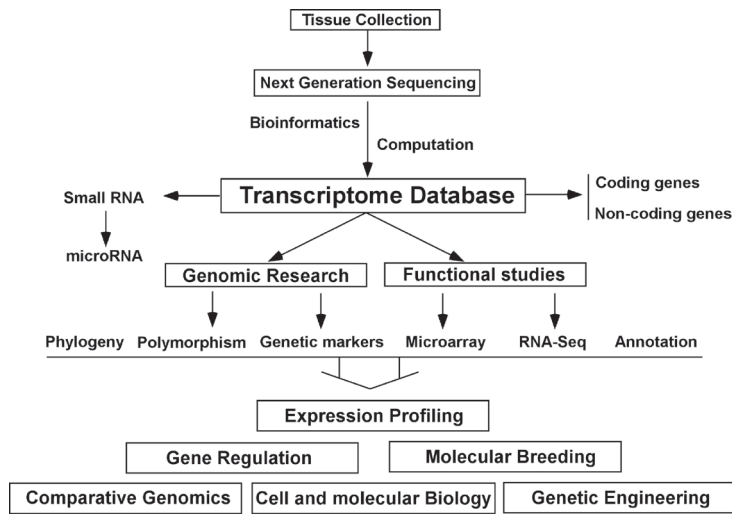 Tissue Collection
Next Generation Sequencing
Bioinformatics
Computation
Transcriptome Database
Small RNA
microRNA
Coding genes
Non-coding genes
Genomic Research
Functional studies
Phylogeny Polymorphism Genetic markers Microarray RNA-Seq Annotation
Expression Profiling
Gene Regulation
Molecular Breeding
Comparative Genomics
Cell and molecular Biology
Genetic Engineering